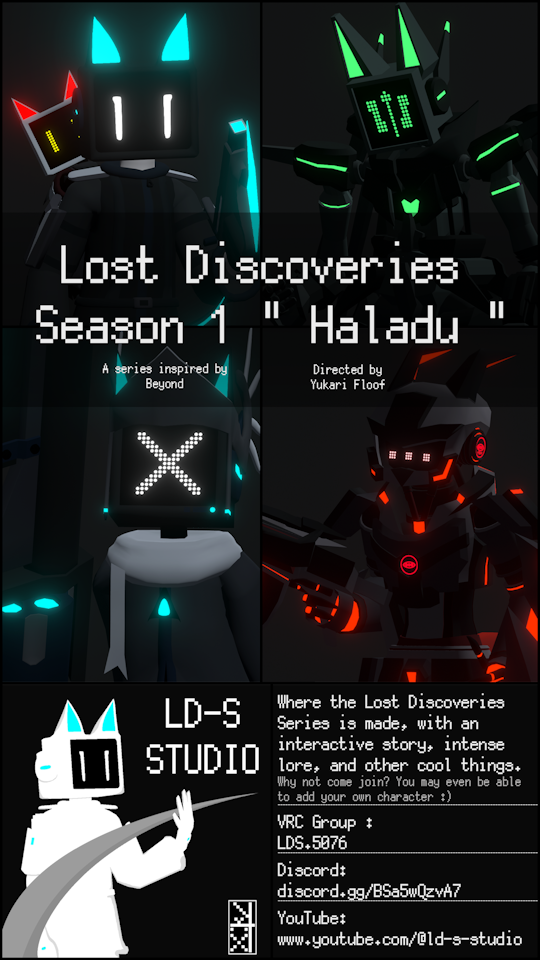 Lost Discoveries
Season 1 " Haladu "
A series inspired by
Beyond
Directed by
Yukari Floof
LD-S
STUDIO
Where the Lost Discoveries
Series is made, with an
interactive story, intense
lore, and other cool things.
Why not come join? You may even be able
to add your own character :)
VRC Group :
LDS.5076
Discord:
discord.gg/BSa5wQzvA7
YouTube:
www.youtube.com/@ld-s-studio